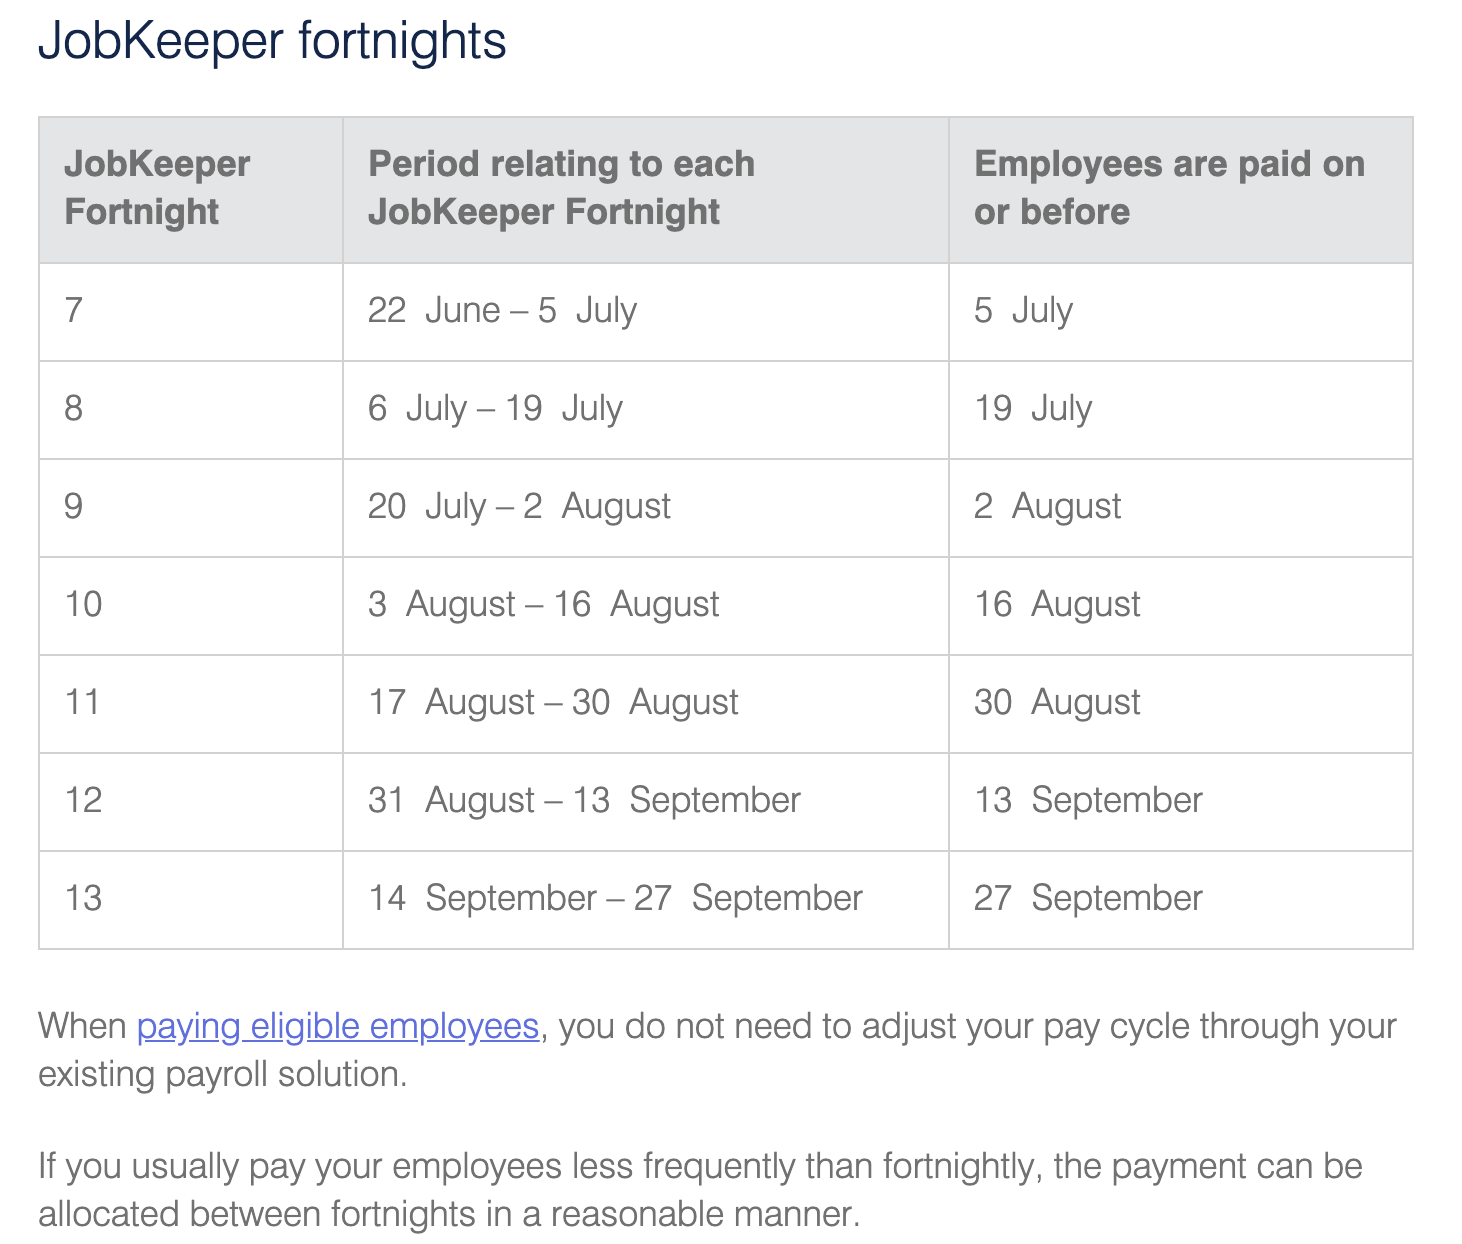 JobKeeper fortnights
JobKeeper Fortnight
Period relating to each JobKeeper Fortnight
Employees are paid on or before
7
22 June – 5 July
5 July
8
6 July – 19 July
19 July
9
20 July – 2 August
2 August
10
3 August – 16 August
16 August
11
17 August – 30 August
30 August
12
31 August – 13 September
13 September
13
14 September – 27 September
27 September
When paying eligible employees, you do not need to adjust your pay cycle through your
existing payroll solution.
If you usually pay your employees less frequently than fortnightly, the payment can be
allocated between fortnights in a reasonable manner.